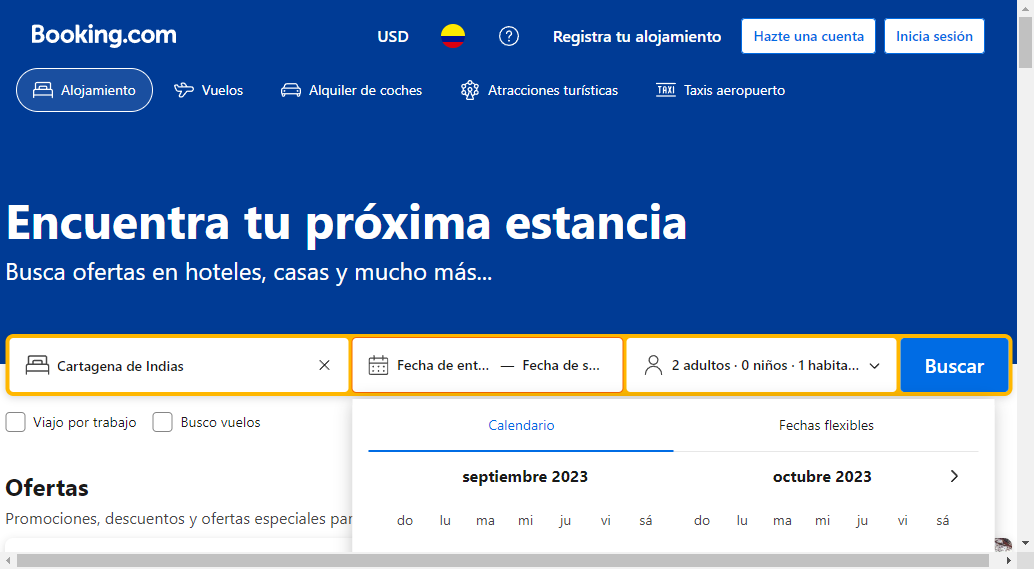 Booking.com
USD
Registra tu alojamiento
Hazte una cuenta
Inicia sesión
Alojamiento
Vuelos
Alquiler de coches
Atracciones turísticas
TAXI
Taxis aeropuerto
Encuentra tu próxima estancia
Busca ofertas en hoteles, casas y mucho más...
Cartagena de Indias
Fecha de ent... — Fecha de s...
2 adultos · 0 niños · 1 habita...
Buscar
Viajo por trabajo
Busco vuelos
Calendario
Fechas flexibles
septiembre 2023
octubre 2023
do lu ma mi ju vi sá
do lu ma mi ju vi sá
Ofertas
Promociones, descuentos y ofertas especiales par